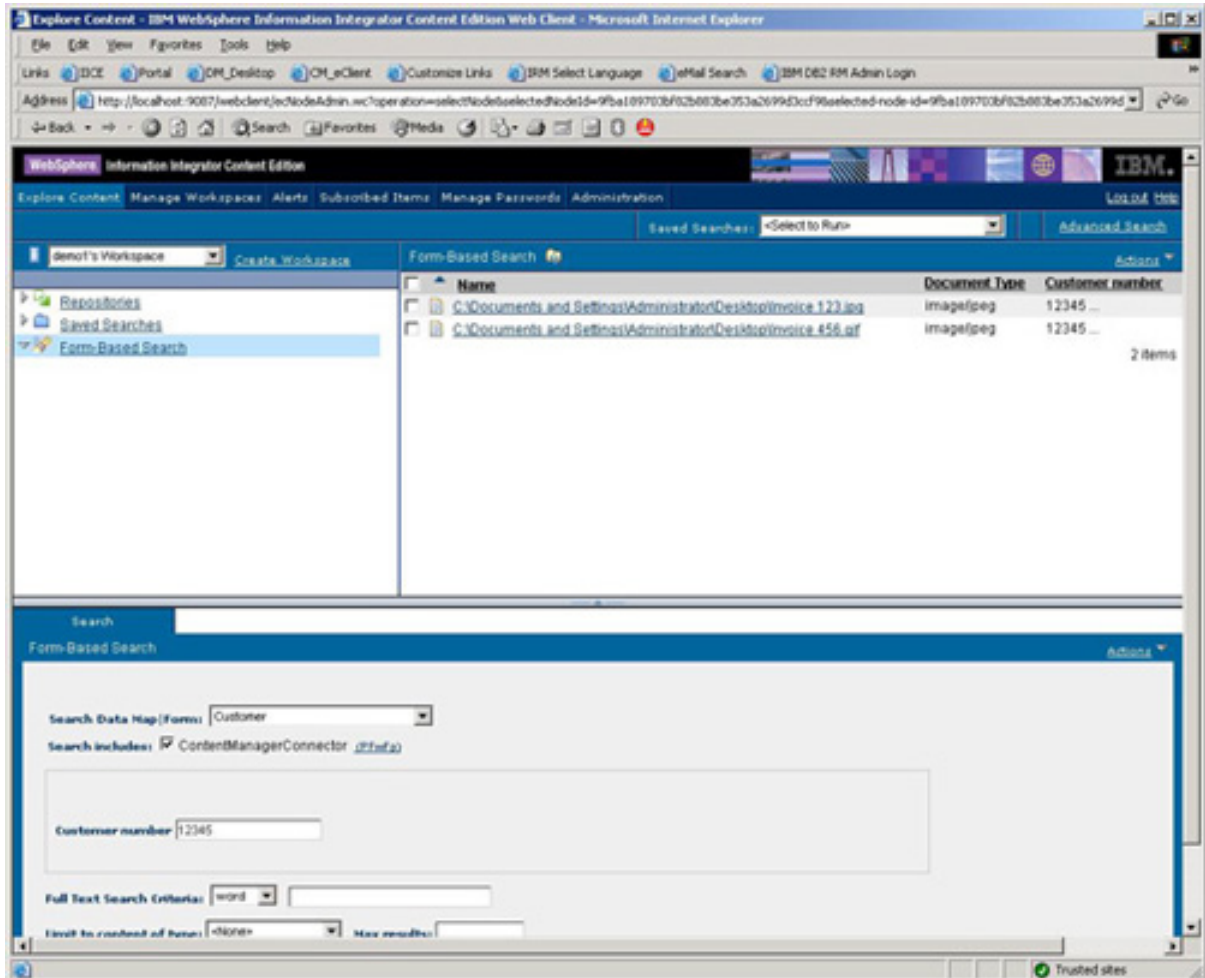 Explore Content - IBM WebSphere Information Integrator Content Edition Web Client - Microsoft Internet Explorer
File Edit View Favorites Tools Help
Links IICE Portal DM_Desktop CM_eClient Customize Links IRM Select Language eMail Search IBM DB2 RM Admin Login
Address Go
Back Search Favorites Media
WebSphere Information Integrator Content Edition IBM.
Explore Content Manage Workspaces Alerts Subscribed Items Manage Passwords Administration Log out Help
Saved Searches: <Select to Run> Advanced Search
demo1's Workspace Create Workspace Form-Based Search Actions
Name Document Type Customer number
Repositories C:\Documents and Settings\Administrator\Desktop\Invoice 123.jpg image/jpeg 12345 ...
Saved Searches C:\Documents and Settings\Administrator\Desktop\Invoice 456.gif image/jpeg 12345 ...
Form-Based Search 2 items
Search
Form-Based Search Actions
Search Data Map|Form: Customer
Search includes: ContentManagerConnector
Customer number 12345
Full Text Search Criteria: word
Limit to content of type: <None> Max results:
Trusted sites